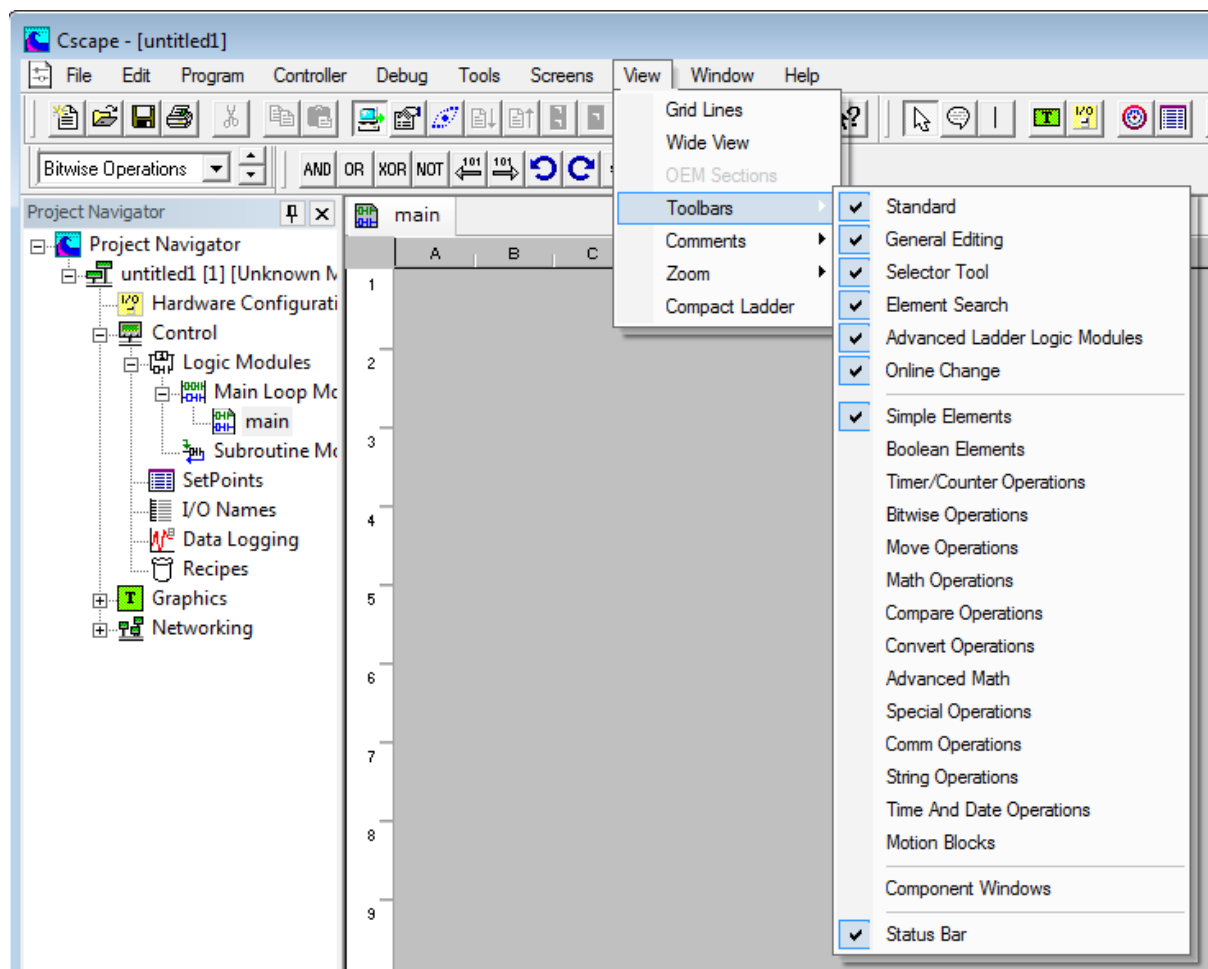 Cscape - [untitled1]
File Edit Program Controller Debug Tools Screens View Window Help
Bitwise Operations
AND OR XOR NOT 101 101
Grid Lines
Wide View
OEM Sections
Toolbars
Comments
Zoom
Compact Ladder
Standard
General Editing
Selector Tool
Element Search
Advanced Ladder Logic Modules
Online Change
Simple Elements
Boolean Elements
Timer/Counter Operations
Bitwise Operations
Move Operations
Math Operations
Compare Operations
Convert Operations
Advanced Math
Special Operations
Comm Operations
String Operations
Time And Date Operations
Motion Blocks
Component Windows
Status Bar
Project Navigator
Project Navigator
untitled1 [1] [Unknown M
Hardware Configurati
Control
Logic Modules
Main Loop Mo
main
Subroutine Mo
SetPoints
I/O Names
Data Logging
Recipes
T Graphics
Networking
main
A B C
1
2
3
4
5
6
7
8
9